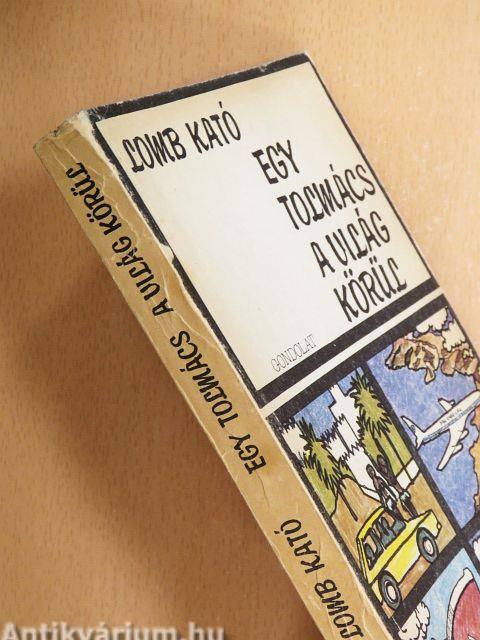 LOMB KATÓ
EGY
TOLMÁCS
A VILÁG
KÖRÜL
GONDOLAT
LOMB KATÓ EGY TOLMÁCS A VILÁG KÖRÜL
Antikvárium.hu